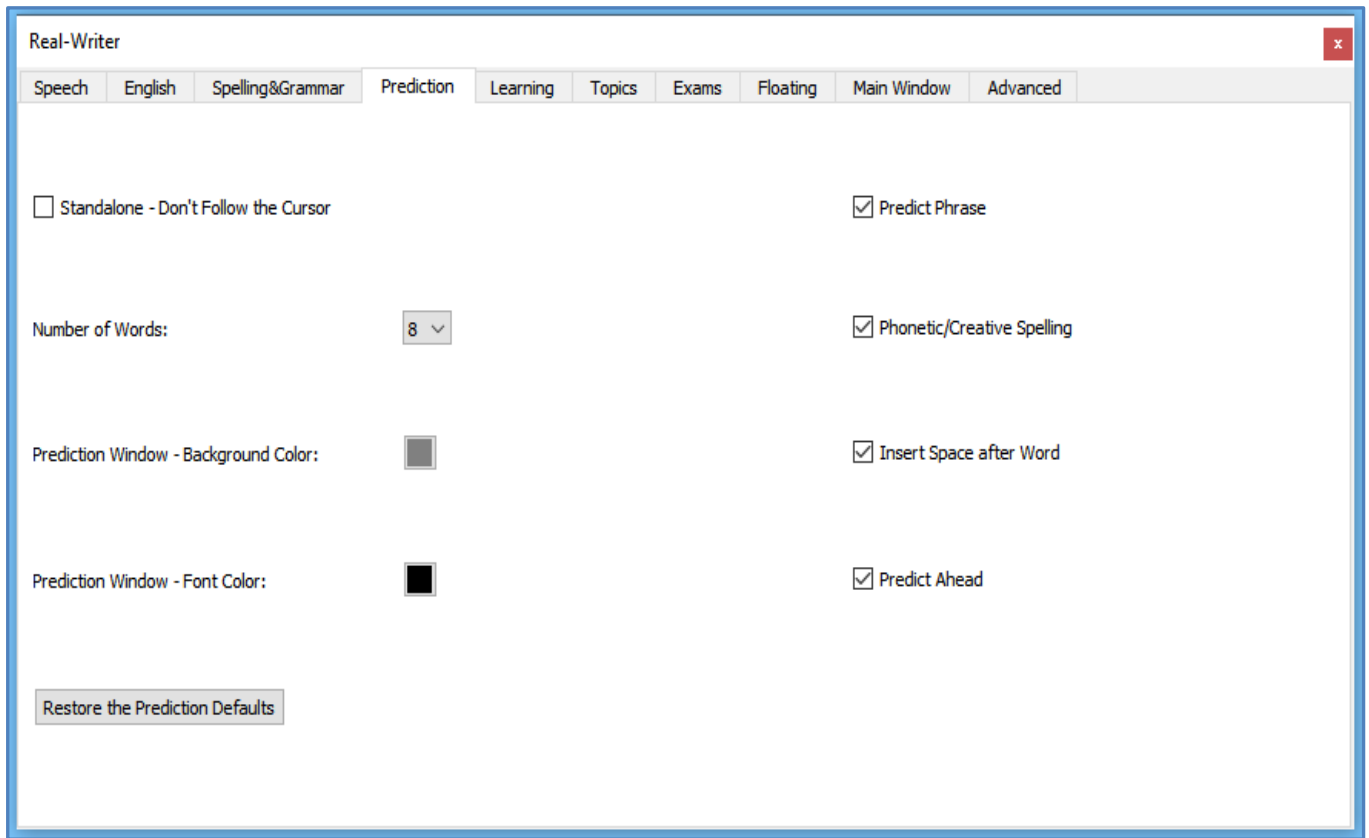 Real-Writer
x
Speech English Spelling&Grammar Prediction Learning Topics Exams Floating Main Window Advanced
Standalone - Don't Follow the Cursor
Predict Phrase
Number of Words: 8
Phonetic/Creative Spelling
Prediction Window - Background Color:
Insert Space after Word
Prediction Window - Font Color:
Predict Ahead
Restore the Prediction Defaults